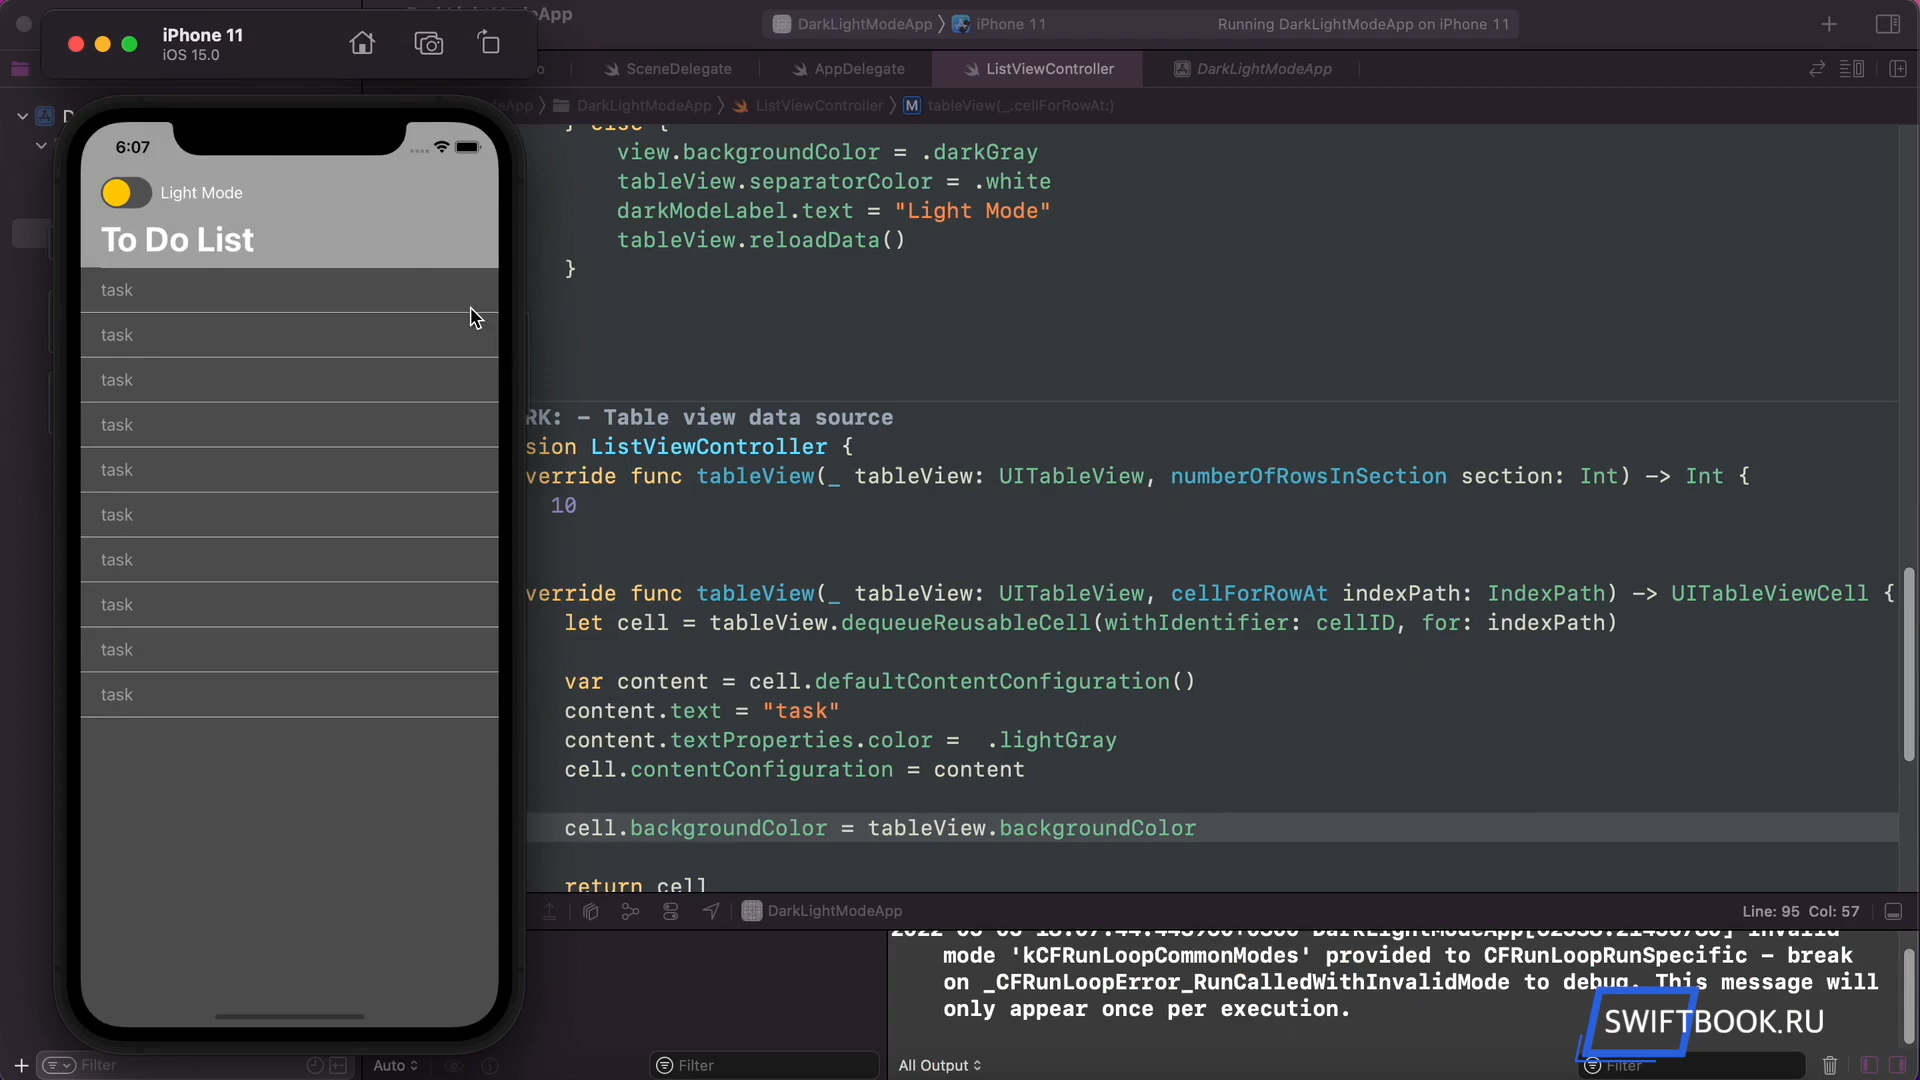 DarkLightModeApp
iPhone 11
Running DarkLightModeApp on iPhone 11
iPhone 11
iOS 15.0
SceneDelegate
AppDelegate
ListViewController
DarkLightModeApp
DarkLightModeApp
ListViewController
M
tableView(_:cellForRowAt:)
6:07
Light Mode
To Do List
task
task
task
task
task
task
task
task
task
task
} else {
view.backgroundColor = .darkGray
tableView.separatorColor = .white
darkModeLabel.text = "Light Mode"
tableView.reloadData()
}
RK: - Table view data source
sion ListViewController {
verride func tableView(_ tableView: UITableView, numberOfRowsInSection section: Int) -> Int {
10
verride func tableView(_ tableView: UITableView, cellForRowAt indexPath: IndexPath) -> UITableViewCell {
let cell = tableView.dequeueReusableCell(withIdentifier: cellID, for: indexPath)
var content = cell.defaultContentConfiguration()
content.text = "task"
content.textProperties.color =  .lightGray
cell.contentConfiguration = content
cell.backgroundColor = tableView.backgroundColor
return cell
DarkLightModeApp
Line: 95 Col: 57
mode 'kCFRunLoopCommonModes' provided to CFRunLoopRunSpecific - break
on _CFRunLoopError_RunCalledWithInvalidMode to debug. This message will
only appear once per execution.
SWIFTBOOK.RU
Filter
Auto
Filter
All Output
Filter